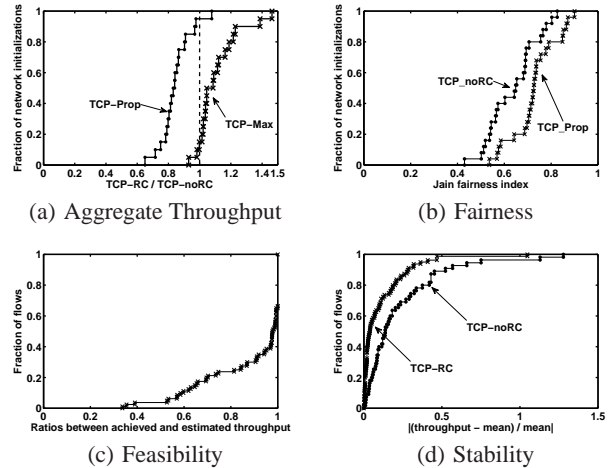 Fraction of network initializations
1
0.8
0.6
0.4
0.2
0
TCP-Prop
TCP-Max
0.4 0.6 0.8 1 1.2 1.4 1.5
TCP-RC / TCP-noRC
(a) Aggregate Throughput
Fraction of network initializations
1
0.8
0.6
0.4
0.2
0
TCP_noRC
TCP_Prop
0.2 0.4 0.6 0.8 1
Jain fairness index
(b) Fairness
Fraction of flows
1
0.8
0.6
0.4
0.2
0
0 0.2 0.4 0.6 0.8 1
Ratios between achieved and estimated throughput
(c) Feasibility
Fraction of flows
1
0.8
0.6
0.4
0.2
0
TCP-noRC
TCP-RC
0 0.5 1 1.5
|(throughput - mean) / mean|
(d) Stability